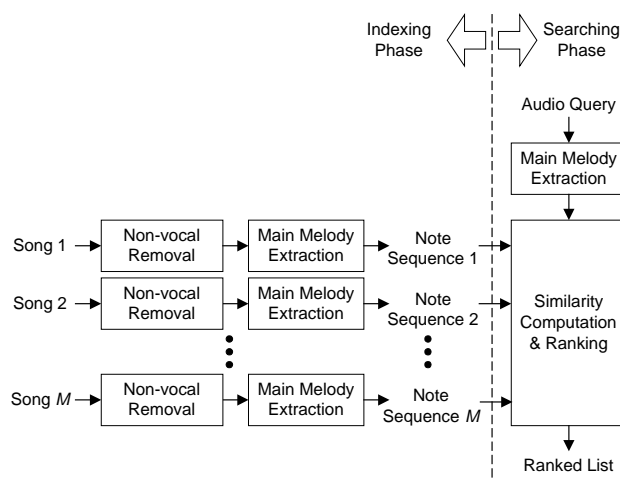 Indexing
Phase
Searching
Phase
Audio Query
Main Melody
Extraction
Song 1
Non-vocal
Removal
Main Melody
Extraction
Note
Sequence 1
Song 2
Non-vocal
Removal
Main Melody
Extraction
Note
Sequence 2
Similarity
Computation
& Ranking
Song M
Non-vocal
Removal
Main Melody
Extraction
Note
Sequence M
Ranked List